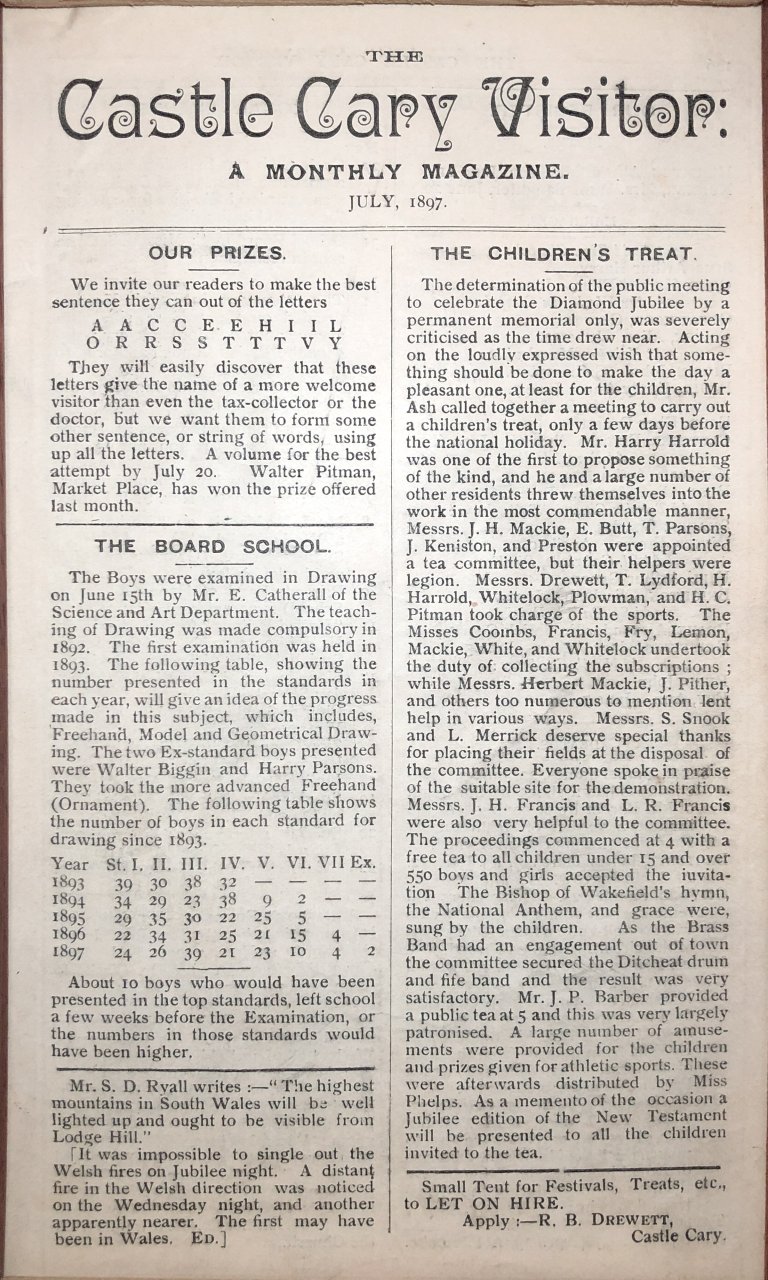 THE
Castle Cary Visitor:
A MONTHLY MAGAZINE.
JULY, 1897.
OUR PRIZES.
We invite our readers to make the best
sentence they can out of the letters
A A C C E E H I I L
O R R S S T T T V Y
They will easily discover that these
letters give the name of a more welcome
visitor than even the tax-collector or the
doctor, but we want them to form some
other sentence, or string of words, using
up all the letters. A volume for the best
attempt by July 20. Walter Pitman,
Market Place, has won the prize offered
last month.
THE BOARD SCHOOL.
The Boys were examined in Drawing
on June 15th by Mr. E. Catherall of the
Science and Art Department. The teach-
ing of Drawing was made compulsory in
1892. The first examination was held in
1893. The following table, showing the
number presented in the standards in
each year, will give an idea of the progress
made in this subject, which includes,
Freehand, Model and Geometrical Draw-
ing. The two Ex-standard boys presented
were Walter Biggin and Harry Parsons.
They took the more advanced Freehand
(Ornament). The following table shows
the number of boys in each standard for
drawing since 1893.
Year St. I. II. III. IV. V. VI. VII Ex.
1893 39 30 38 32 — — — —
1894 34 29 23 38 9 2 — —
1895 29 35 30 22 25 5 — —
1896 22 34 31 25 21 15 4 —
1897 24 26 39 21 23 10 4 2
About 10 boys who would have been
presented in the top standards, left school
a few weeks before the Examination, or
the numbers in those standards would
have been higher.
Mr. S. D. Ryall writes :—"The highest
mountains in South Wales will be well
lighted up and ought to be visible from
Lodge Hill."
[It was impossible to single out the
Welsh fires on Jubilee night. A distant
fire in the Welsh direction was noticed
on the Wednesday night, and another
apparently nearer. The first may have
been in Wales. ED.]
THE CHILDREN'S TREAT.
The determination of the public meeting
to celebrate the Diamond Jubilee by a
permanent memorial only, was severely
criticised as the time drew near. Acting
on the loudly expressed wish that some-
thing should be done to make the day a
pleasant one, at least for the children, Mr.
Ash called together a meeting to carry out
a children's treat, only a few days before
the national holiday. Mr. Harry Harrold
was one of the first to propose something
of the kind, and he and a large number of
other residents threw themselves into the
work in the most commendable manner,
Messrs. J. H. Mackie, E. Butt, T. Parsons,
J. Keniston, and Preston were appointed
a tea committee, but their helpers were
legion. Messrs. Drewett, T. Lydford, H.
Harrold, Whitelock, Plowman, and H. C.
Pitman took charge of the sports. The
Misses Coombs, Francis, Fry, Lemon,
Mackie, White, and Whitelock undertook
the duty of collecting the subscriptions ;
while Messrs. Herbert Mackie, J. Pither,
and others too numerous to mention lent
help in various ways. Messrs. S. Snook
and L. Merrick deserve special thanks
for placing their fields at the disposal of
the committee. Everyone spoke in praise
of the suitable site for the demonstration.
Messrs. J. H. Francis and L. R. Francis
were also very helpful to the committee.
The proceedings commenced at 4 with a
free tea to all children under 15 and over
550 boys and girls accepted the iuvita-
tion The Bishop of Wakefield's hymn,
the National Anthem, and grace were,
sung by the children. As the Brass
Band had an engagement out of town
the committee secured the Ditcheat drum
and fife band and the result was very
satisfactory. Mr. J. P. Barber provided
a public tea at 5 and this was very largely
patronised. A large number of amuse-
ments were provided for the children
and prizes given for athletic sports. These
were afterwards distributed by Miss
Phelps. As a memento of the occasion a
Jubilee edition of the New Testament
will be presented to all the children
invited to the tea.
Small Tent for Festivals, Treats, etc.,
to LET ON HIRE.
Apply :—R. B. DREWETT,
Castle Cary.